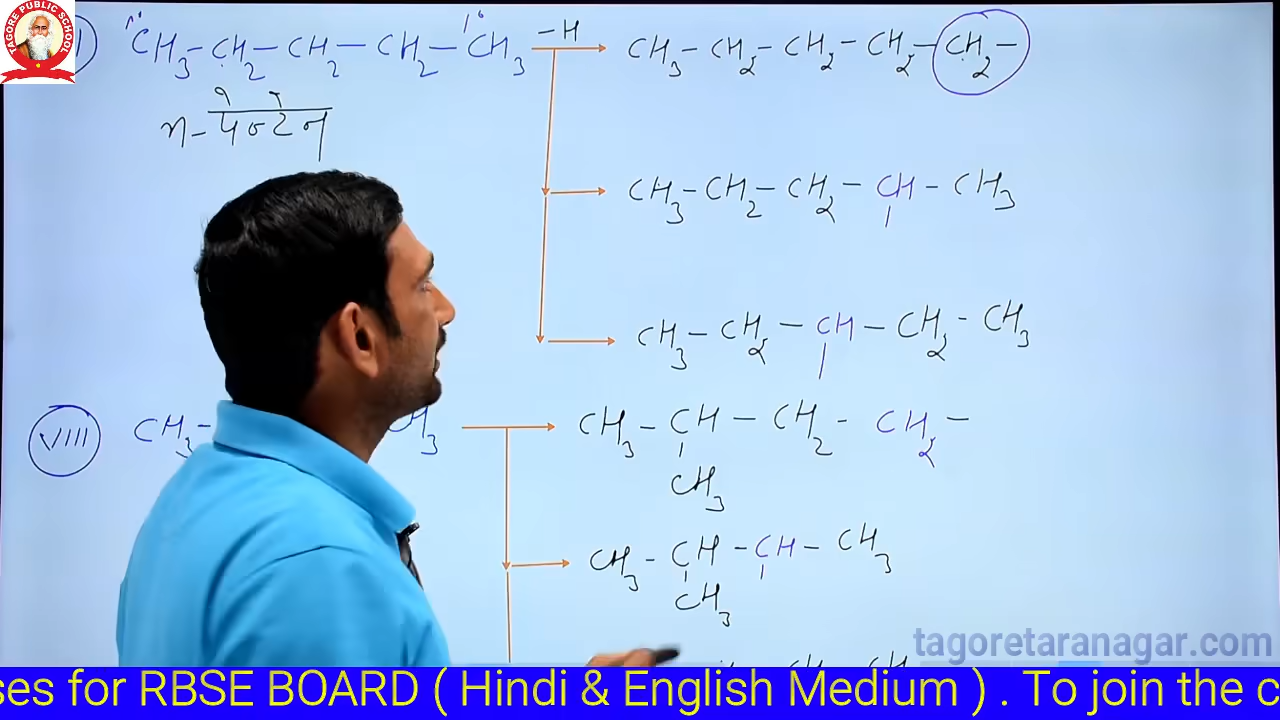 TAGORE PUBLIC SCHOOL
1° CH3 – CH2 – CH2 – CH2 – 1° CH3 –H → CH3 – CH2 – CH2 – CH2 – CH2 –
n – पेन्टेन
CH3 – CH2 – CH2 – CH – CH3
CH3 – CH2 – CH – CH2 – CH3
VIII CH3 – H3 → CH3 – CH – CH2 – CH2 –
CH3
CH3 – CH – CH – CH3
CH3
tagoretaranagar.com
ses for RBSE BOARD ( Hindi & English Medium ) . To join the c